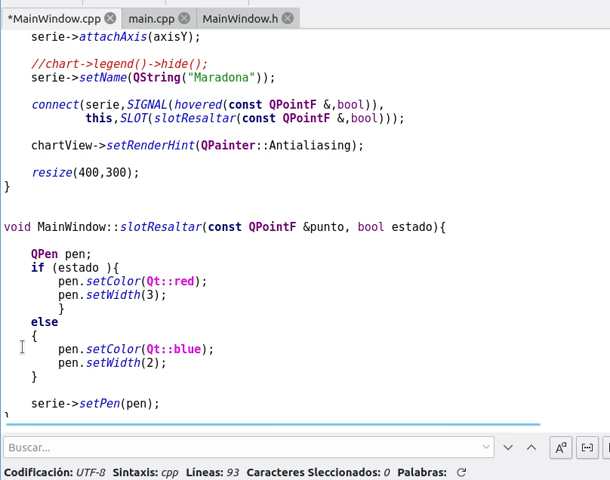 *MainWindow.cpp main.cpp MainWindow.h
serie->attachAxis(axisY);
//chart->legend()->hide();
serie->setName(QString("Maradona"));
connect(serie,SIGNAL(hovered(const QPointF &,bool)),
this,SLOT(slotResaltar(const QPointF &,bool)));
chartView->setRenderHint(QPainter::Antialiasing);
resize(400,300);
}
void MainWindow::slotResaltar(const QPointF &punto, bool estado){
QPen pen;
if (estado ){
pen.setColor(Qt::red);
pen.setWidth(3);
}
else
{
pen.setColor(Qt::blue);
pen.setWidth(2);
}
serie->setPen(pen);
}
Buscar...
Codificación: UTF-8 Sintaxis: cpp Líneas: 93 Caracteres Sleccionados: 0 Palabras: